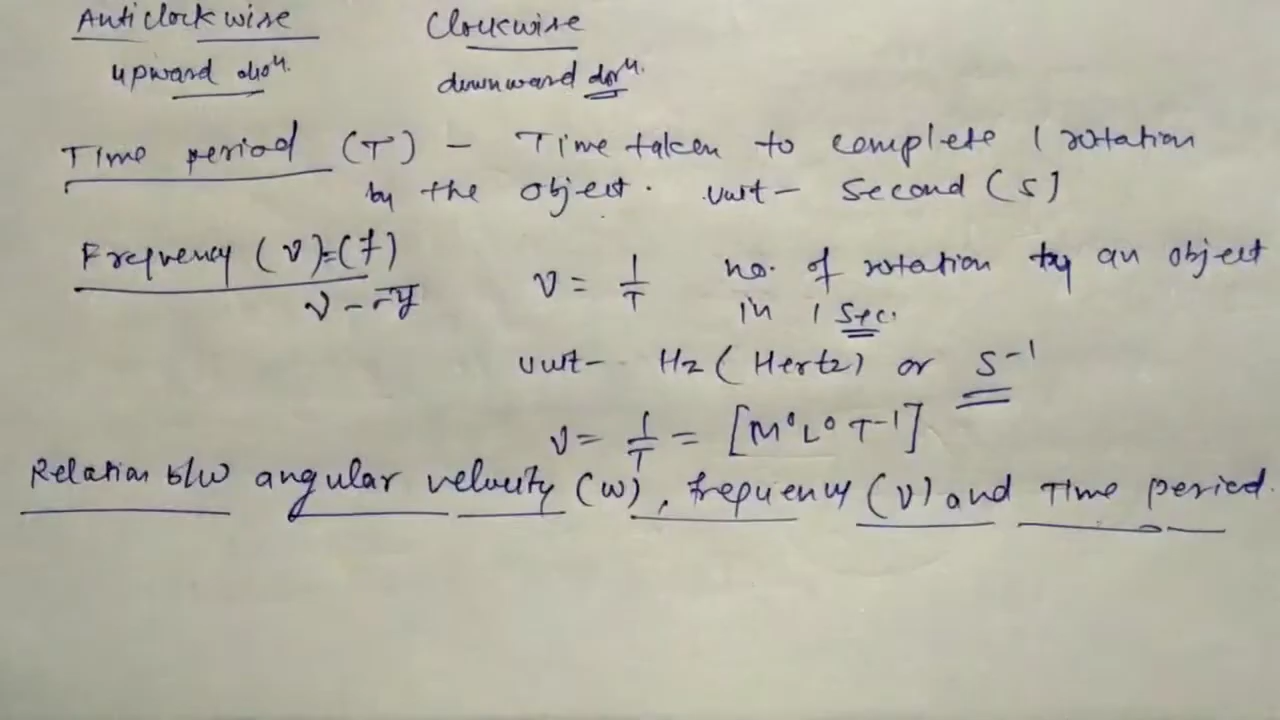 Anticlockwise Clockwise
upward dirⁿ. downward dirⁿ.
Time period (T) - Time taken to complete 1 rotation
by the object. unit - Second (s)
Frequency (ν)=(f)
ν = 1/T no. of rotation by an object
in 1 sec.
unit - Hz (Hertz) or S⁻¹
ν = 1/T = [M⁰L⁰T⁻¹]
Relation b/w angular velocity (ω), frequency (ν) and Time period.